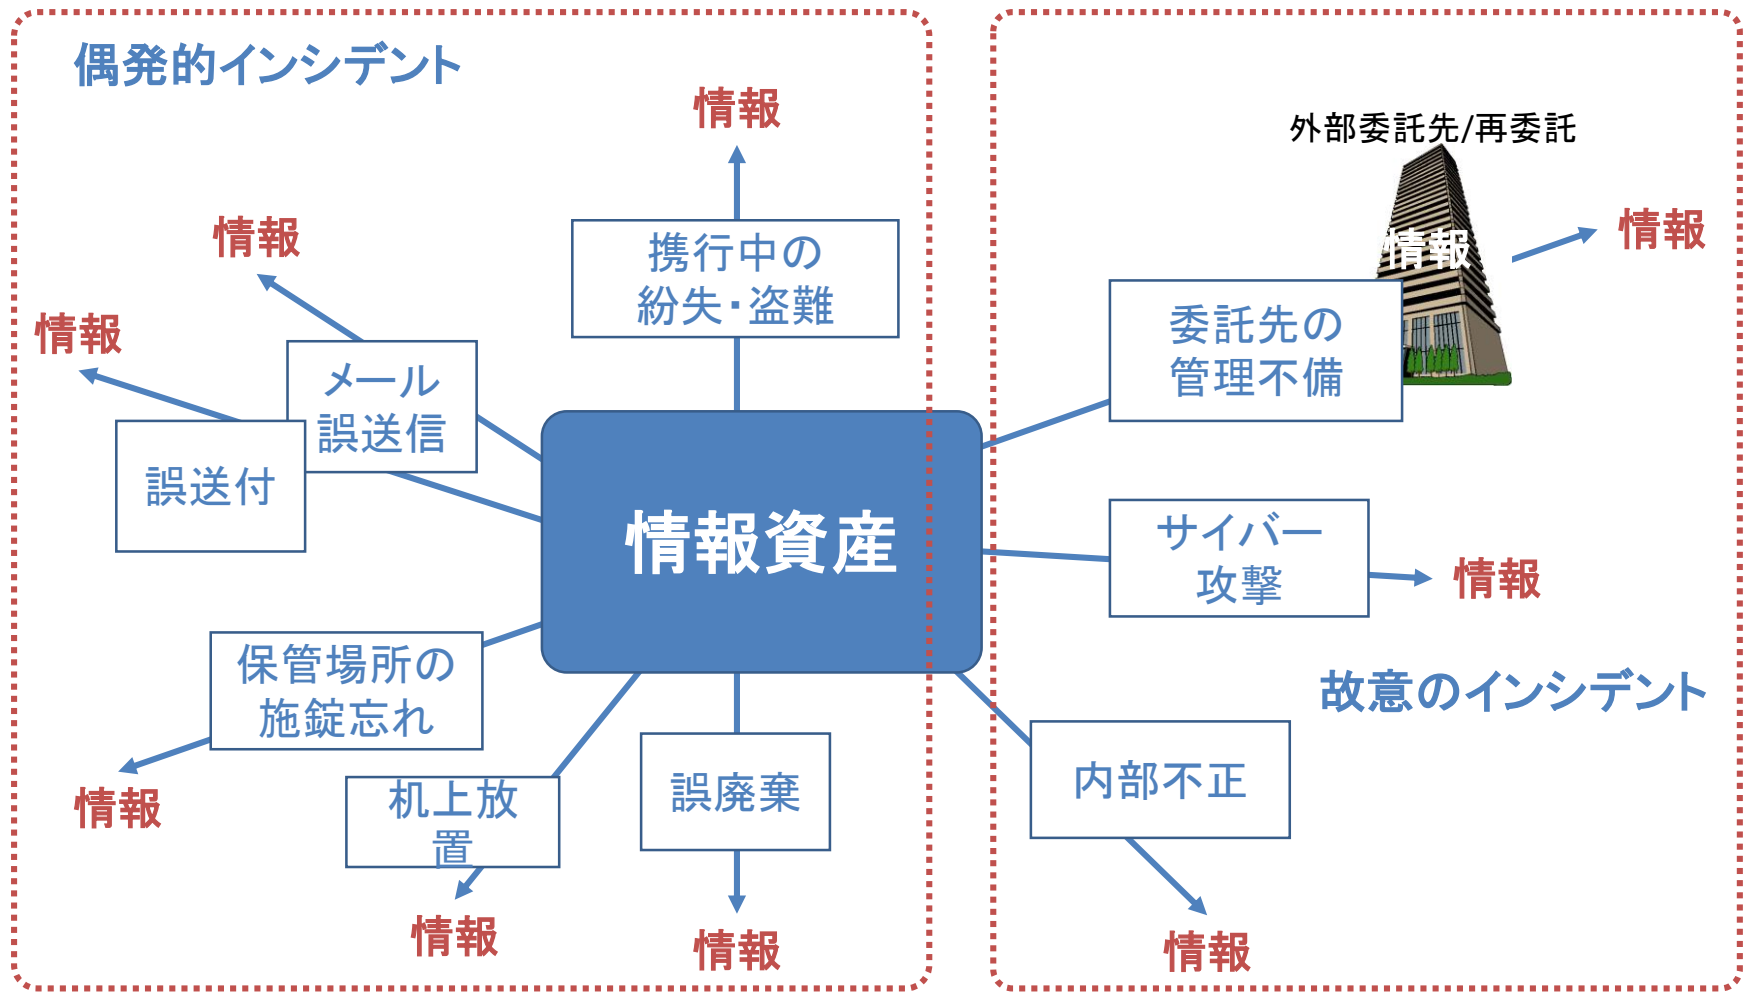 偶発的インシデント
情報
携行中の
紛失・盗難
情報
メール
誤送信
情報
誤送付
情報資産
保管場所の
施錠忘れ
情報
机上放
置
情報
誤廃棄
情報
外部委託先/再委託
情報
情報
委託先の
管理不備
サイバー
攻撃
情報
故意のインシデント
内部不正
情報